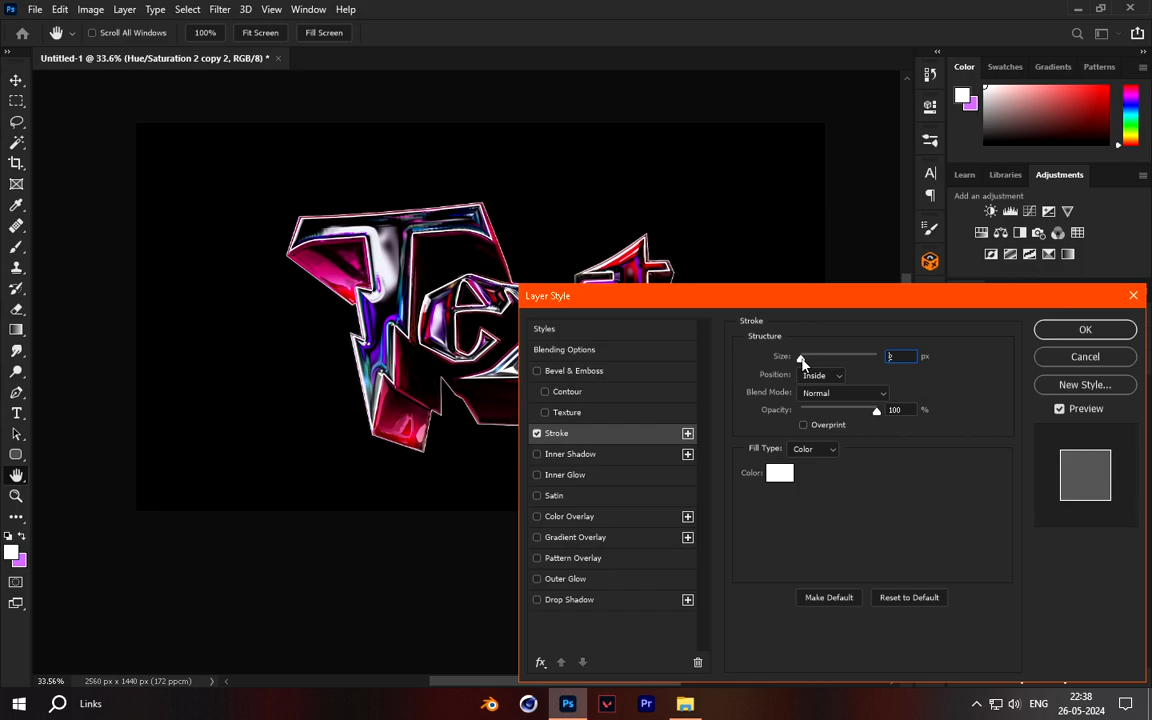 Ps File Edit Image Layer Type Select Filter 3D View Window Help
Scroll All Windows 100% Fit Screen Fill Screen
Untitled-1 @ 33.6% (Hue/Saturation 2 copy 2, RGB/8) * ×
Color Swatches Gradients Patterns
Learn Libraries Adjustments
Add an adjustment
Text
Layer Style
Styles
Blending Options
Bevel & Emboss
Contour
Texture
Stroke
Inner Shadow
Inner Glow
Satin
Color Overlay
Gradient Overlay
Pattern Overlay
Outer Glow
Drop Shadow
fx
Stroke
Structure
Size: px
Position: Inside
Blend Mode: Normal
Opacity: 100 %
Overprint
Fill Type: Color
Color:
Make Default Reset to Default
OK
Cancel
New Style...
Preview
33.56% 2560 px x 1440 px (172 ppcm)
Links
Ps Pr
ENG
22:38
26-05-2024